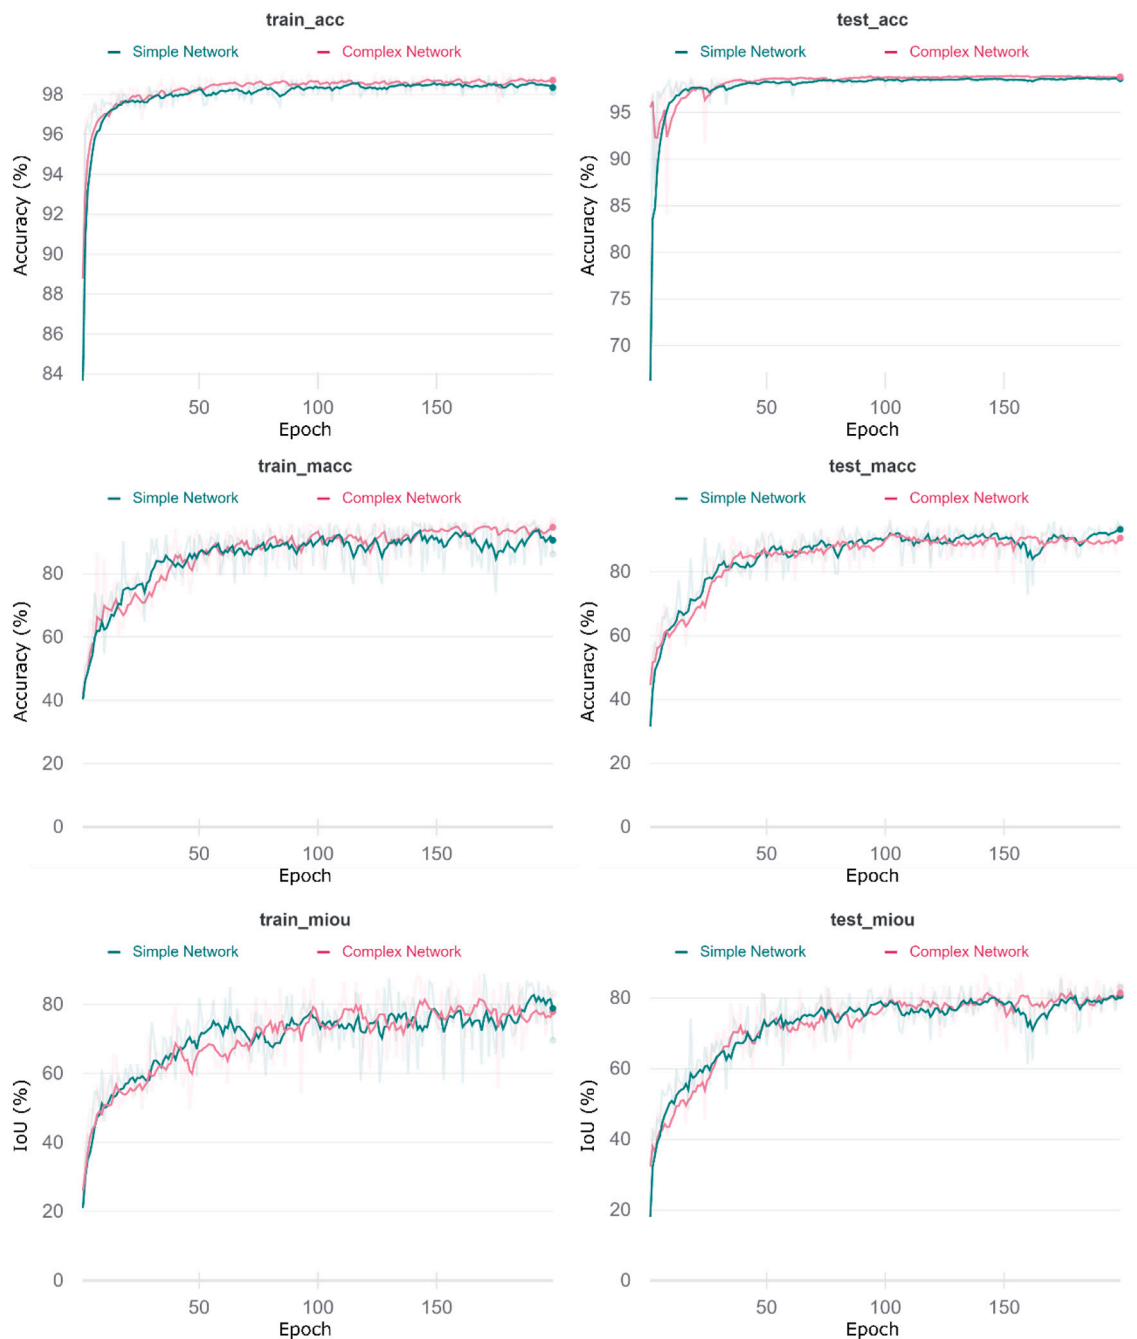 train_acc
Simple Network Complex Network
98
96
94
92
90
88
86
84
Accuracy (%)
50 100 150
Epoch
test_acc
Simple Network Complex Network
95
90
85
80
75
70
Accuracy (%)
50 100 150
Epoch
train_macc
Simple Network Complex Network
80
60
40
20
0
Accuracy (%)
50 100 150
Epoch
test_macc
Simple Network Complex Network
80
60
40
20
0
Accuracy (%)
50 100 150
Epoch
train_miou
Simple Network Complex Network
80
60
40
20
0
IoU (%)
50 100 150
Epoch
test_miou
Simple Network Complex Network
80
60
40
20
0
IoU (%)
50 100 150
Epoch